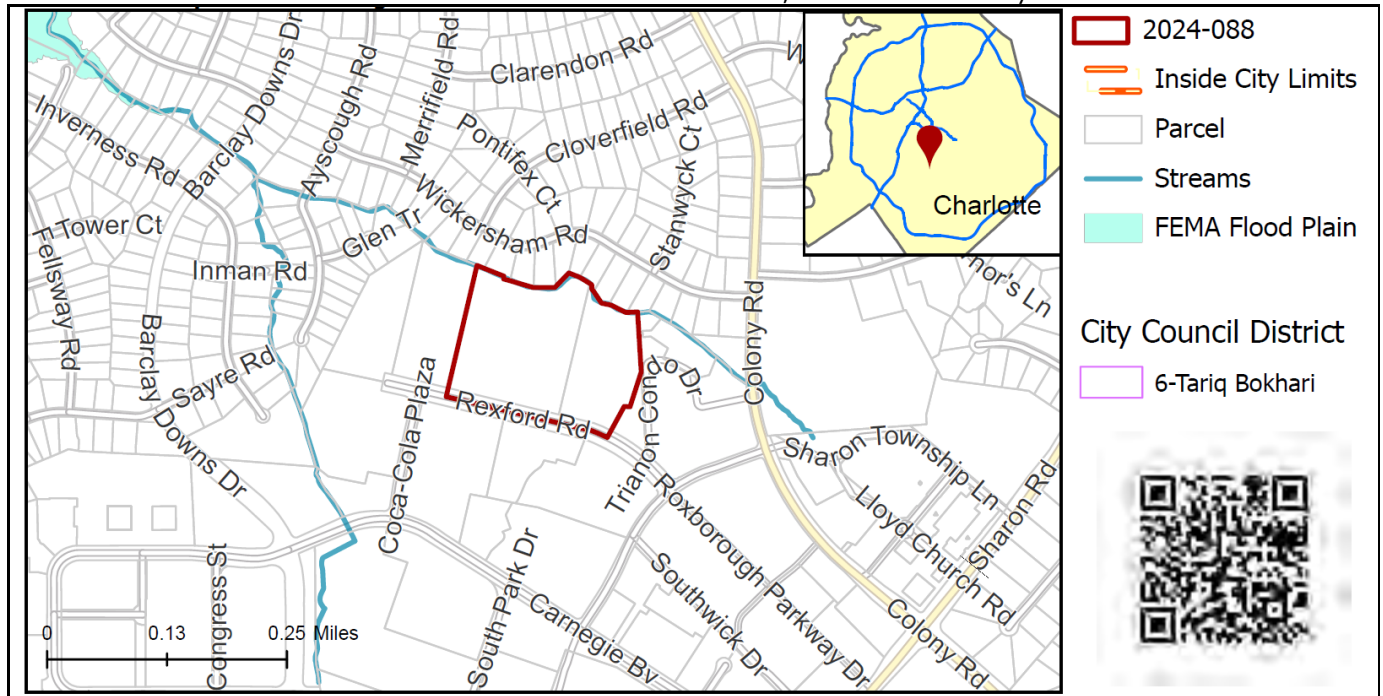 Clarendon Rd
Barclay Downs Dr
Ayscough Rd
Merrifield Rd
Cloverfield Rd
Inverness Rd
Pontifex Ct
Stanwyck Ct
Wickersham Rd
Glen Tr
Tower Ct
Fellsway Rd
Inman Rd
Barclay
Downs Dr
Sayre Rd
Coca-Cola Plaza
Rexford Rd
Trianon Condo Dr
Colony Rd
Sharon Township Ln
Lloyd Church Rd
Sharon Rd
Roxborough Parkway Dr
Southwick Dr
Colony Rd
South Park Dr
Carnegie Bv
Congress St
0 0.13 0.25 Miles
Charlotte
2024-088
Inside City Limits
Parcel
Streams
FEMA Flood Plain
City Council District
6-Tariq Bokhari